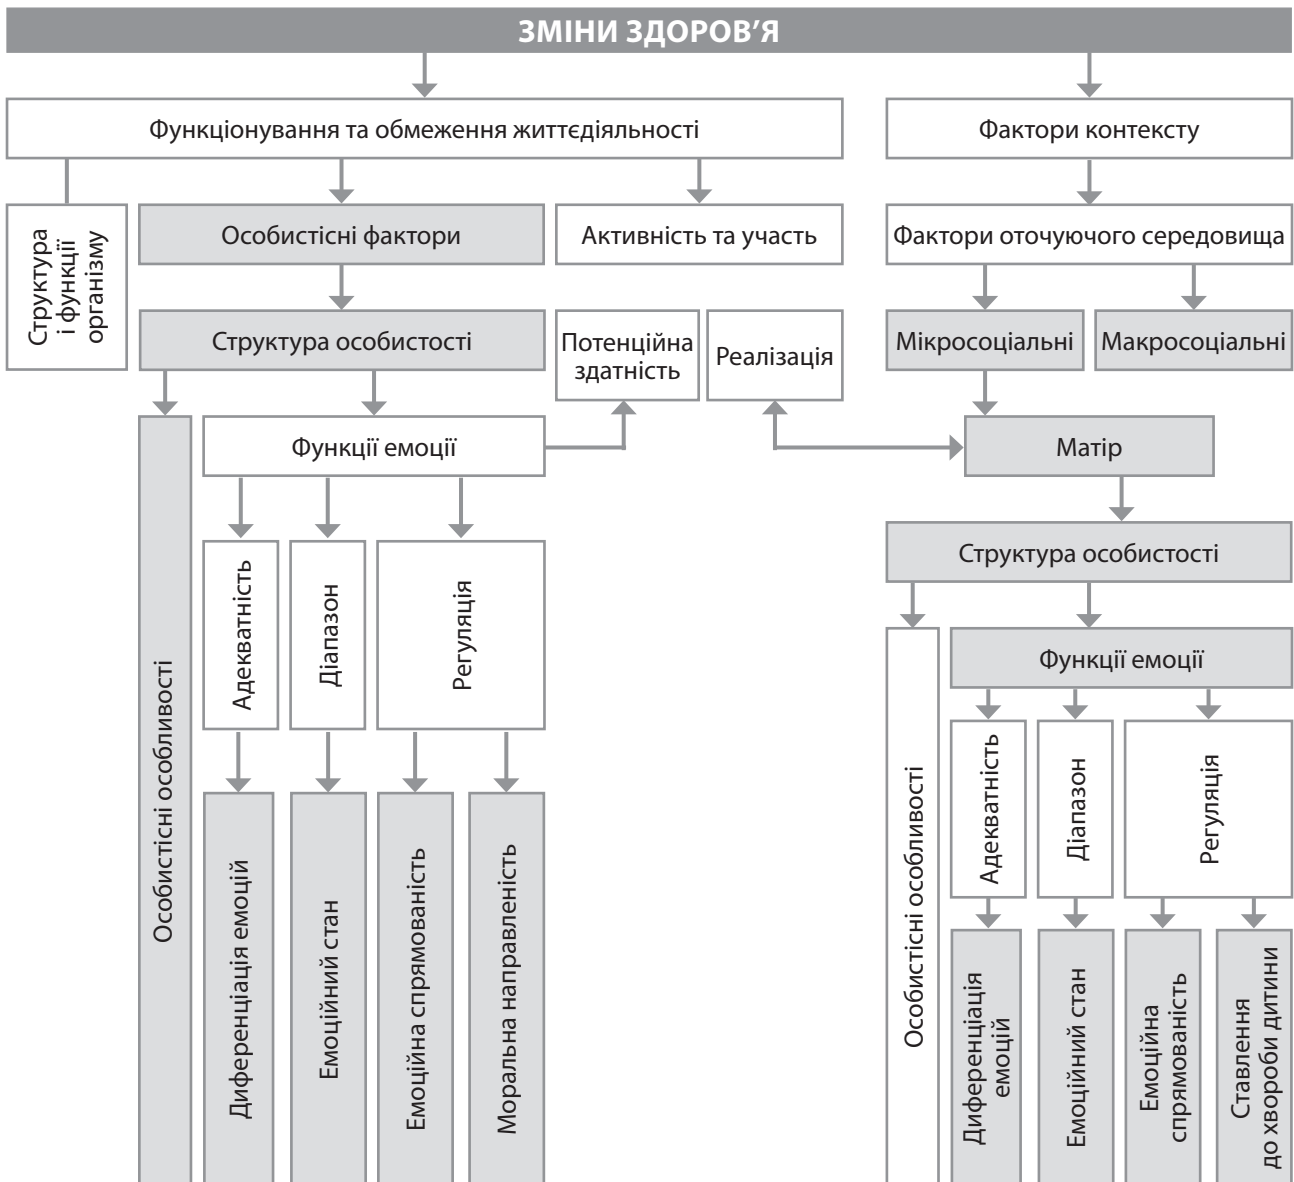 ЗМІНИ ЗДОРОВ’Я
Функціонування та обмеження життєдіяльності
Фактори контексту
Структура
і функції
організму
Особистісні фактори
Активність та участь
Фактори оточуючого середовища
Структура особистості
Потенційна
здатність
Реалізація
Мікросоціальні
Макросоціальні
Особистісні особливості
Функції емоції
Матір
Адекватність
Діапазон
Регуляція
Структура особистості
Диференціація емоцій
Емоційний стан
Емоційна спрямованість
Моральна направленість
Особистісні особливості
Функції емоції
Адекватність
Діапазон
Регуляція
Диференціація
емоцій
Емоційний стан
Емоційна
спрямованість
Ставлення
до хвороби дитини